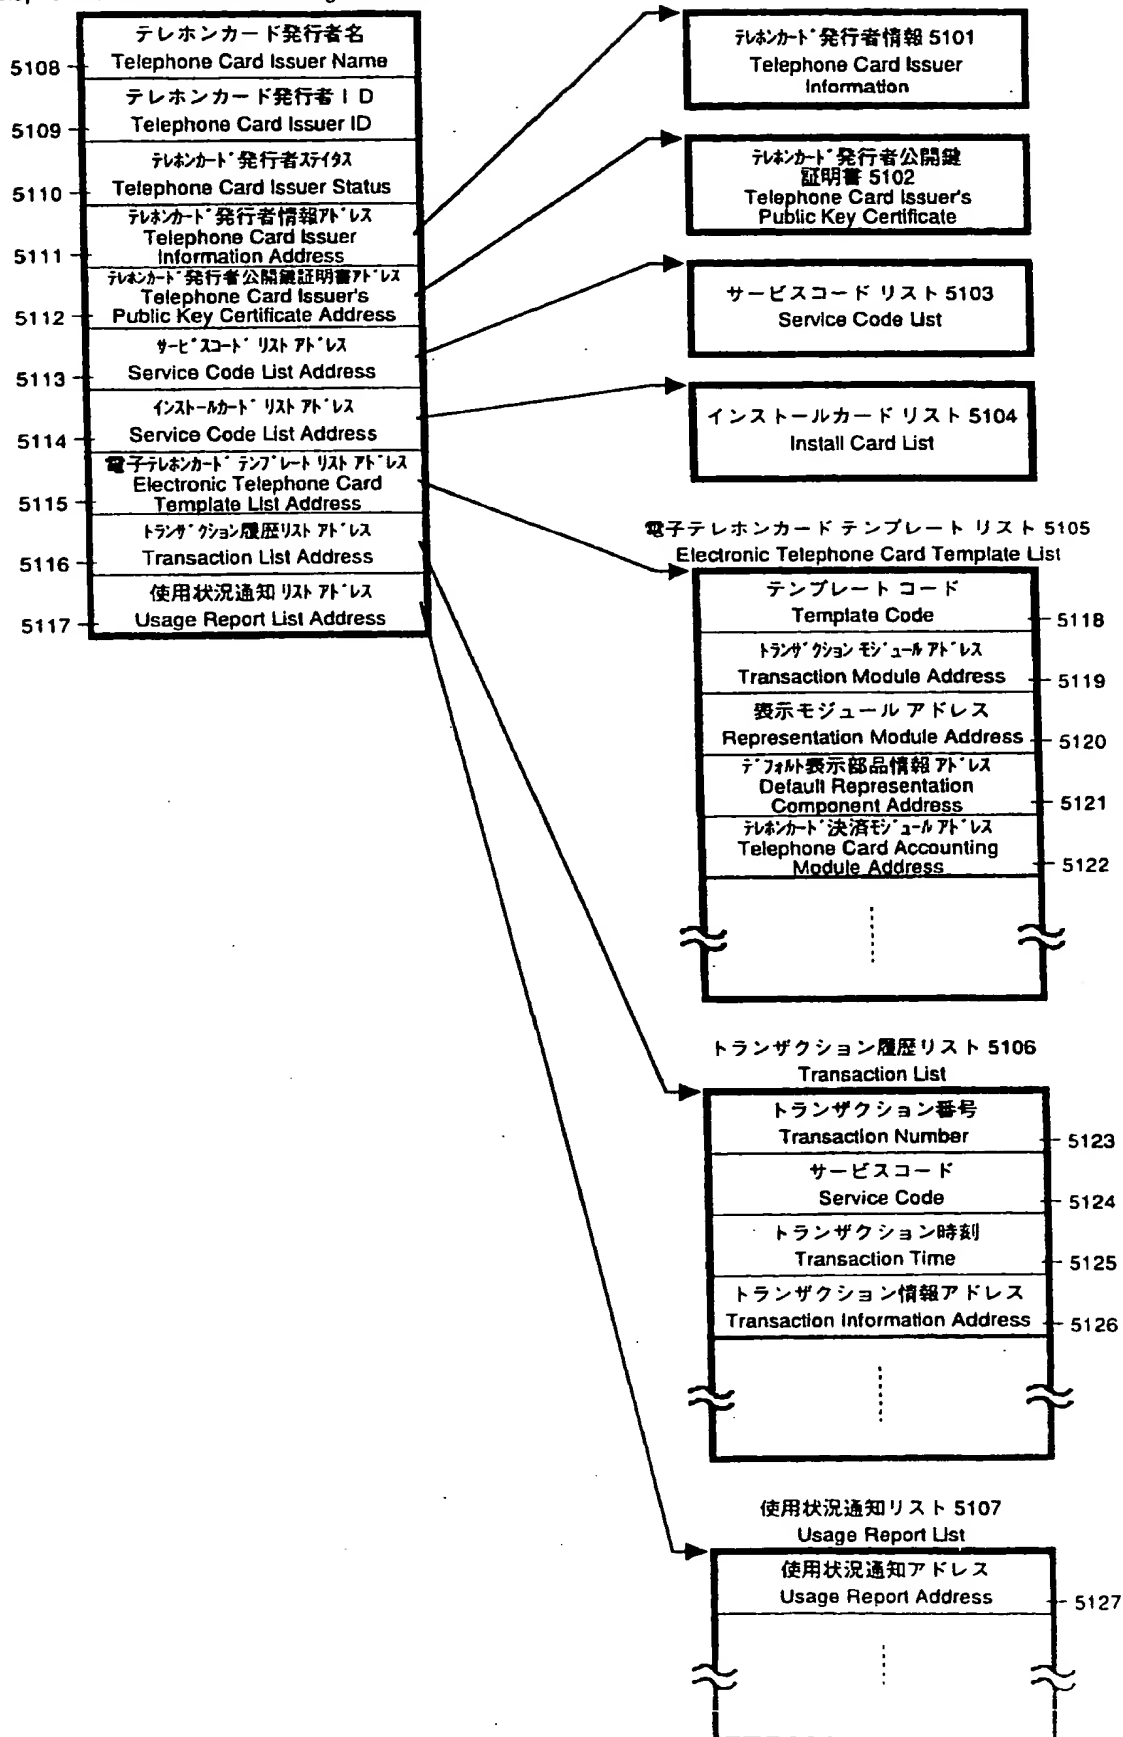 テレホンカード発行者名
Telephone Card Issuer Name
5108
テレホンカード発行者ID
Telephone Card Issuer ID
5109
ﾃﾚﾎﾝｶｰﾄﾞ発行者ｽﾃｲﾀｽ
Telephone Card Issuer Status
5110
ﾃﾚﾎﾝｶｰﾄﾞ発行者情報ｱﾄﾞﾚｽ
Telephone Card Issuer
Information Address
5111
ﾃﾚﾎﾝｶｰﾄﾞ発行者公開鍵証明書ｱﾄﾞﾚｽ
Telephone Card Issuer's
Public Key Certificate Address
5112
ｻｰﾋﾞｽｺｰﾄﾞ ﾘｽﾄ ｱﾄﾞﾚｽ
Service Code List Address
5113
ｲﾝｽﾄｰﾙｶｰﾄﾞ ﾘｽﾄ ｱﾄﾞﾚｽ
Service Code List Address
5114
電子ﾃﾚﾎﾝｶｰﾄﾞ ﾃﾝﾌﾟﾚｰﾄ ﾘｽﾄ ｱﾄﾞﾚｽ
Electronic Telephone Card
Template List Address
5115
ﾄﾗﾝｻﾞｸｼｮﾝ履歴ﾘｽﾄ ｱﾄﾞﾚｽ
Transaction List Address
5116
使用状況通知 ﾘｽﾄ ｱﾄﾞﾚｽ
Usage Report List Address
5117
ﾃﾚﾎﾝｶｰﾄﾞ発行者情報 5101
Telephone Card Issuer
Information
ﾃﾚﾎﾝｶｰﾄﾞ発行者公開鍵
証明書 5102
Telephone Card Issuer's
Public Key Certificate
サービスコード リスト 5103
Service Code List
インストールカード リスト 5104
Install Card List
電子テレホンカード テンプレート リスト 5105
Electronic Telephone Card Template List
テンプレート コード
Template Code
5118
ﾄﾗﾝｻﾞｸｼｮﾝ ﾓｼﾞｭｰﾙ ｱﾄﾞﾚｽ
Transaction Module Address
5119
表示モジュール アドレス
Representation Module Address
5120
ﾃﾞﾌｫﾙﾄ表示部品情報 ｱﾄﾞﾚｽ
Default Representation
Component Address
5121
ﾃﾚﾎﾝｶｰﾄﾞ決済ﾓｼﾞｭｰﾙ ｱﾄﾞﾚｽ
Telephone Card Accounting
Module Address
5122
トランザクション履歴リスト 5106
Transaction List
トランザクション番号
Transaction Number
5123
サービスコード
Service Code
5124
トランザクション時刻
Transaction Time
5125
トランザクション情報アドレス
Transaction Information Address
5126
使用状況通知リスト 5107
Usage Report List
使用状況通知アドレス
Usage Report Address
5127